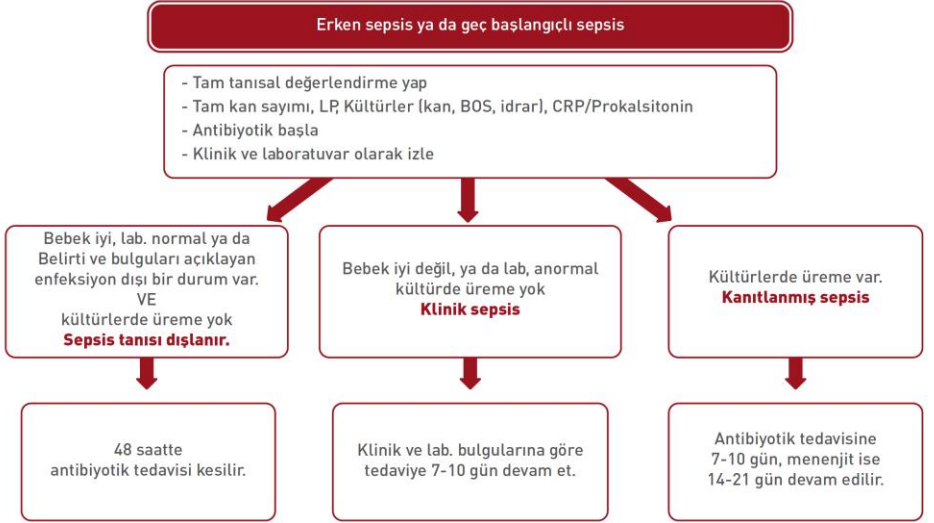 Erken sepsis ya da geç başlangıçlı sepsis
- Tam tanısal değerlendirme yap
- Tam kan sayımı, LP, Kültürler (kan, BOS, idrar), CRP/Prokalsitonin
- Antibiyotik başla
- Klinik ve laboratuvar olarak izle
Bebek iyi, lab. normal ya da
Belirti ve bulguları açıklayan
enfeksiyon dışı bir durum var.
VE
kültürlerde üreme yok
Sepsis tanısı dışlanır.
Bebek iyi değil, ya da lab, anormal
kültürde üreme yok
Klinik sepsis
Kültürlerde üreme var.
Kanıtlanmış sepsis
48 saatte
antibiyotik tedavisi kesilir.
Klinik ve lab. bulgularına göre
tedaviye 7-10 gün devam et.
Antibiyotik tedavisine
7-10 gün, menenjit ise
14-21 gün devam edilir.